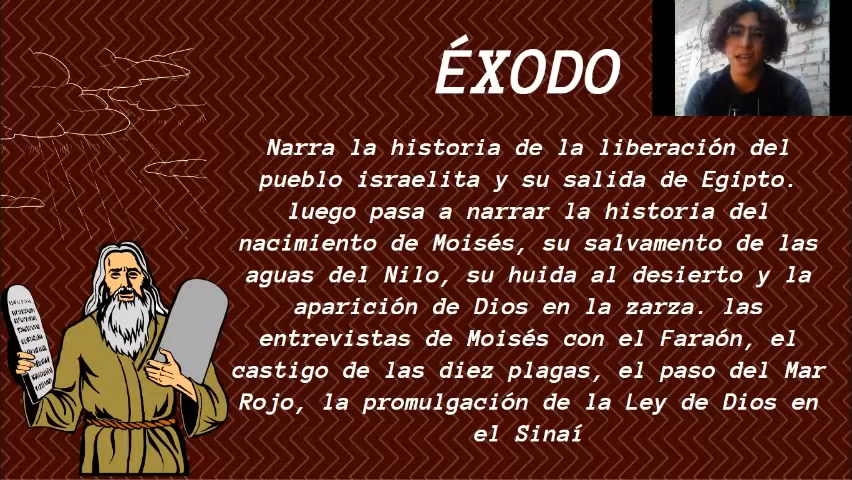 ÉXODO
Narra la historia de la liberación del
pueblo israelita y su salida de Egipto.
luego pasa a narrar la historia del
nacimiento de Moisés, su salvamento de las
aguas del Nilo, su huida al desierto y la
aparición de Dios en la zarza. las
entrevistas de Moisés con el Faraón, el
castigo de las diez plagas, el paso del Mar
Rojo, la promulgación de la Ley de Dios en
el Sinaí